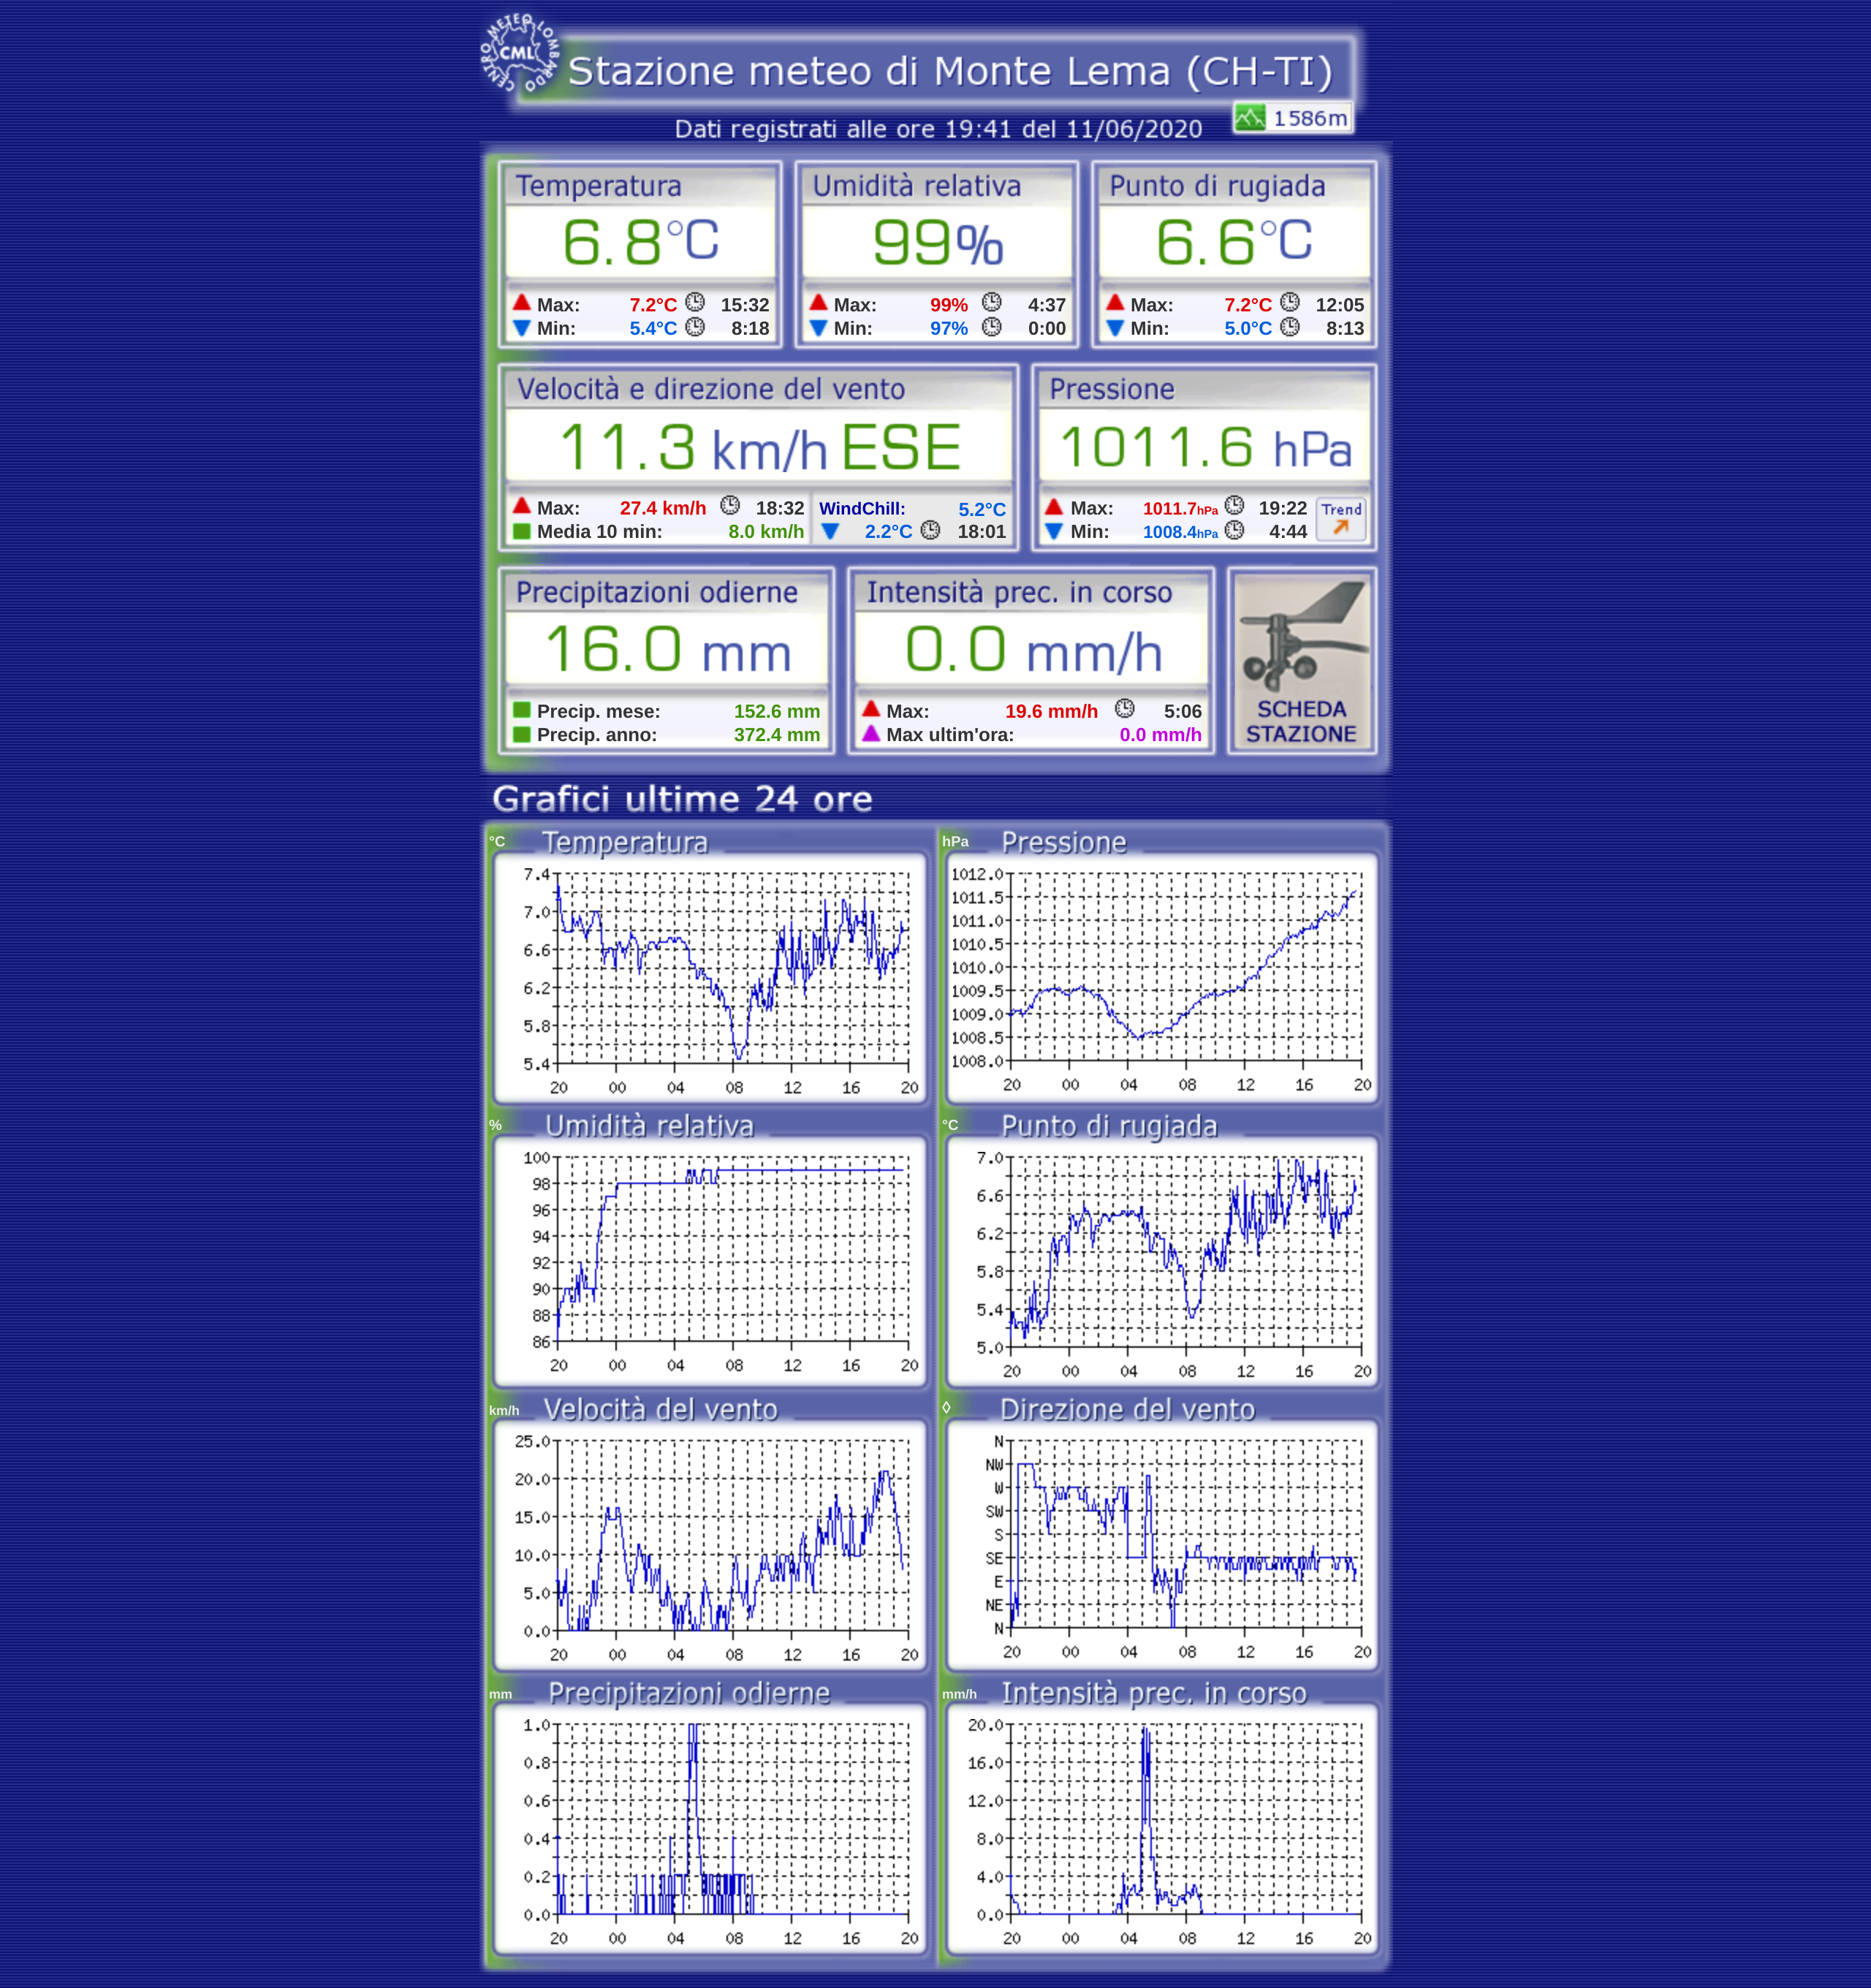 CENTRO METEO LOMBARDO
CML
Stazione meteo di Monte Lema (CH-TI)
1586m
Dati registrati alle ore 19:41 del 11/06/2020
Temperatura Umidità relativa Punto di rugiada
6.8°C 99% 6.6°C
Max: 7.2°C 15:32 Max: 99% 4:37 Max: 7.2°C 12:05
Min: 5.4°C 8:18 Min: 97% 0:00 Min: 5.0°C 8:13
Velocità e direzione del vento Pressione
11.3 km/h ESE 1011.6 hPa
Max: 27.4 km/h 18:32 WindChill: 5.2°C Max: 1011.7hPa 19:22 Trend
Media 10 min: 8.0 km/h 2.2°C 18:01 Min: 1008.4hPa 4:44
Precipitazioni odierne Intensità prec. in corso
16.0 mm 0.0 mm/h
Precip. mese: 152.6 mm Max: 19.6 mm/h 5:06 SCHEDA
Precip. anno: 372.4 mm Max ultim'ora: 0.0 mm/h STAZIONE
Grafici ultime 24 ore
°C Temperatura
7.4
7.0
6.6
6.2
5.8
5.4
20 00 04 08 12 16 20
hPa Pressione
1012.0
1011.5
1011.0
1010.5
1010.0
1009.5
1009.0
1008.5
1008.0
20 00 04 08 12 16 20
% Umidità relativa
100
98
96
94
92
90
88
86
20 00 04 08 12 16 20
°C Punto di rugiada
7.0
6.6
6.2
5.8
5.4
5.0
20 00 04 08 12 16 20
km/h Velocità del vento
25.0
20.0
15.0
10.0
5.0
0.0
20 00 04 08 12 16 20
◊ Direzione del vento
N
NW
W
SW
S
SE
E
NE
N
20 00 04 08 12 16 20
mm Precipitazioni odierne
1.0
0.8
0.6
0.4
0.2
0.0
20 00 04 08 12 16 20
mm/h Intensità prec. in corso
20.0
16.0
12.0
8.0
4.0
0.0
20 00 04 08 12 16 20